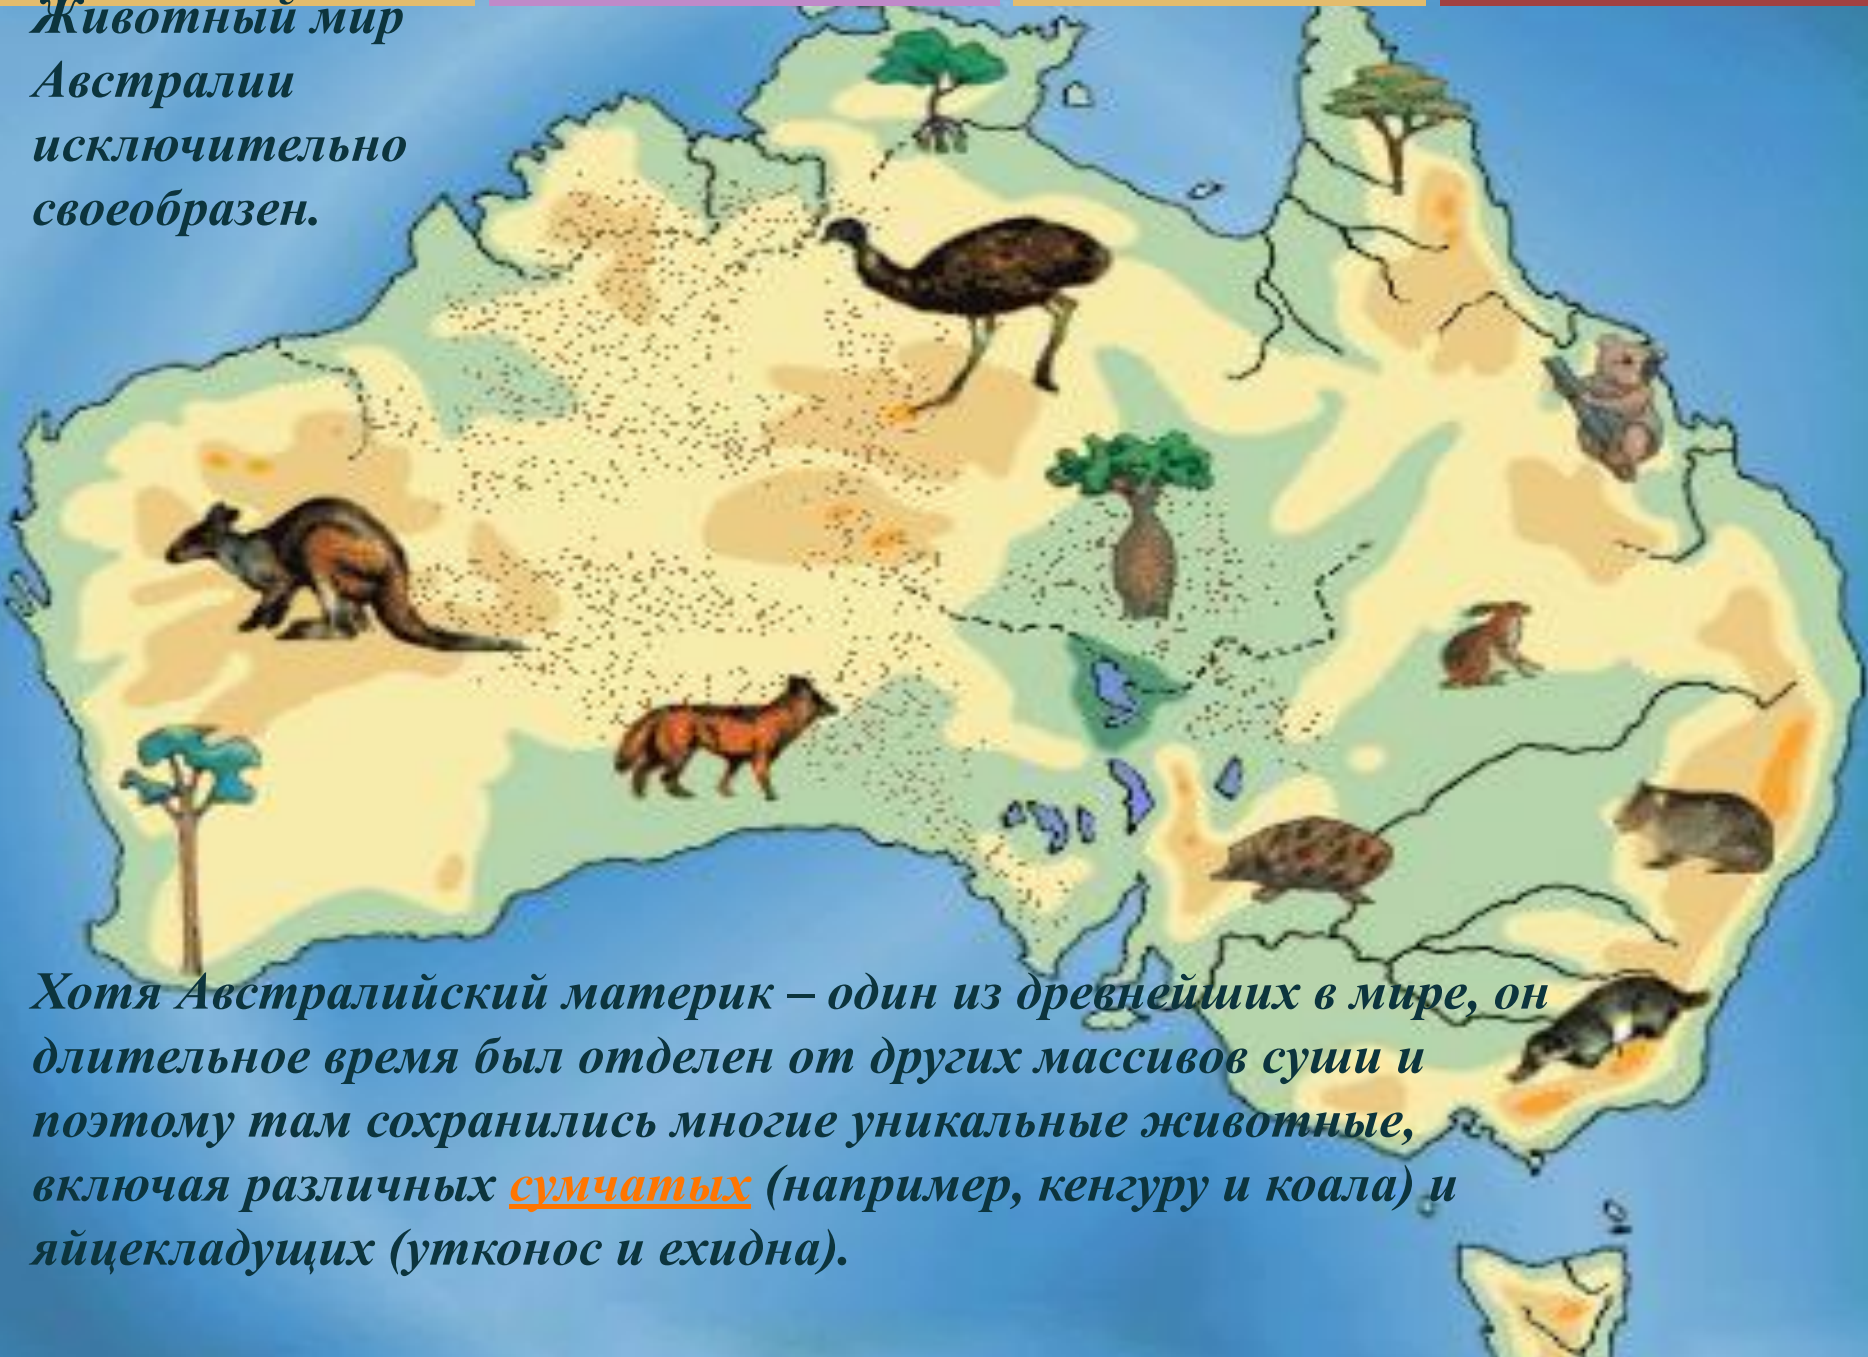 Животный мир
Австралии
исключительно
своеобразен.
Хотя Австралийский материк – один из древнейших в мире, он
длительное время был отделен от других массивов суши и
поэтому там сохранились многие уникальные животные,
включая различных сумчатых (например, кенгуру и коала) и
яйцекладущих (утконос и ехидна).